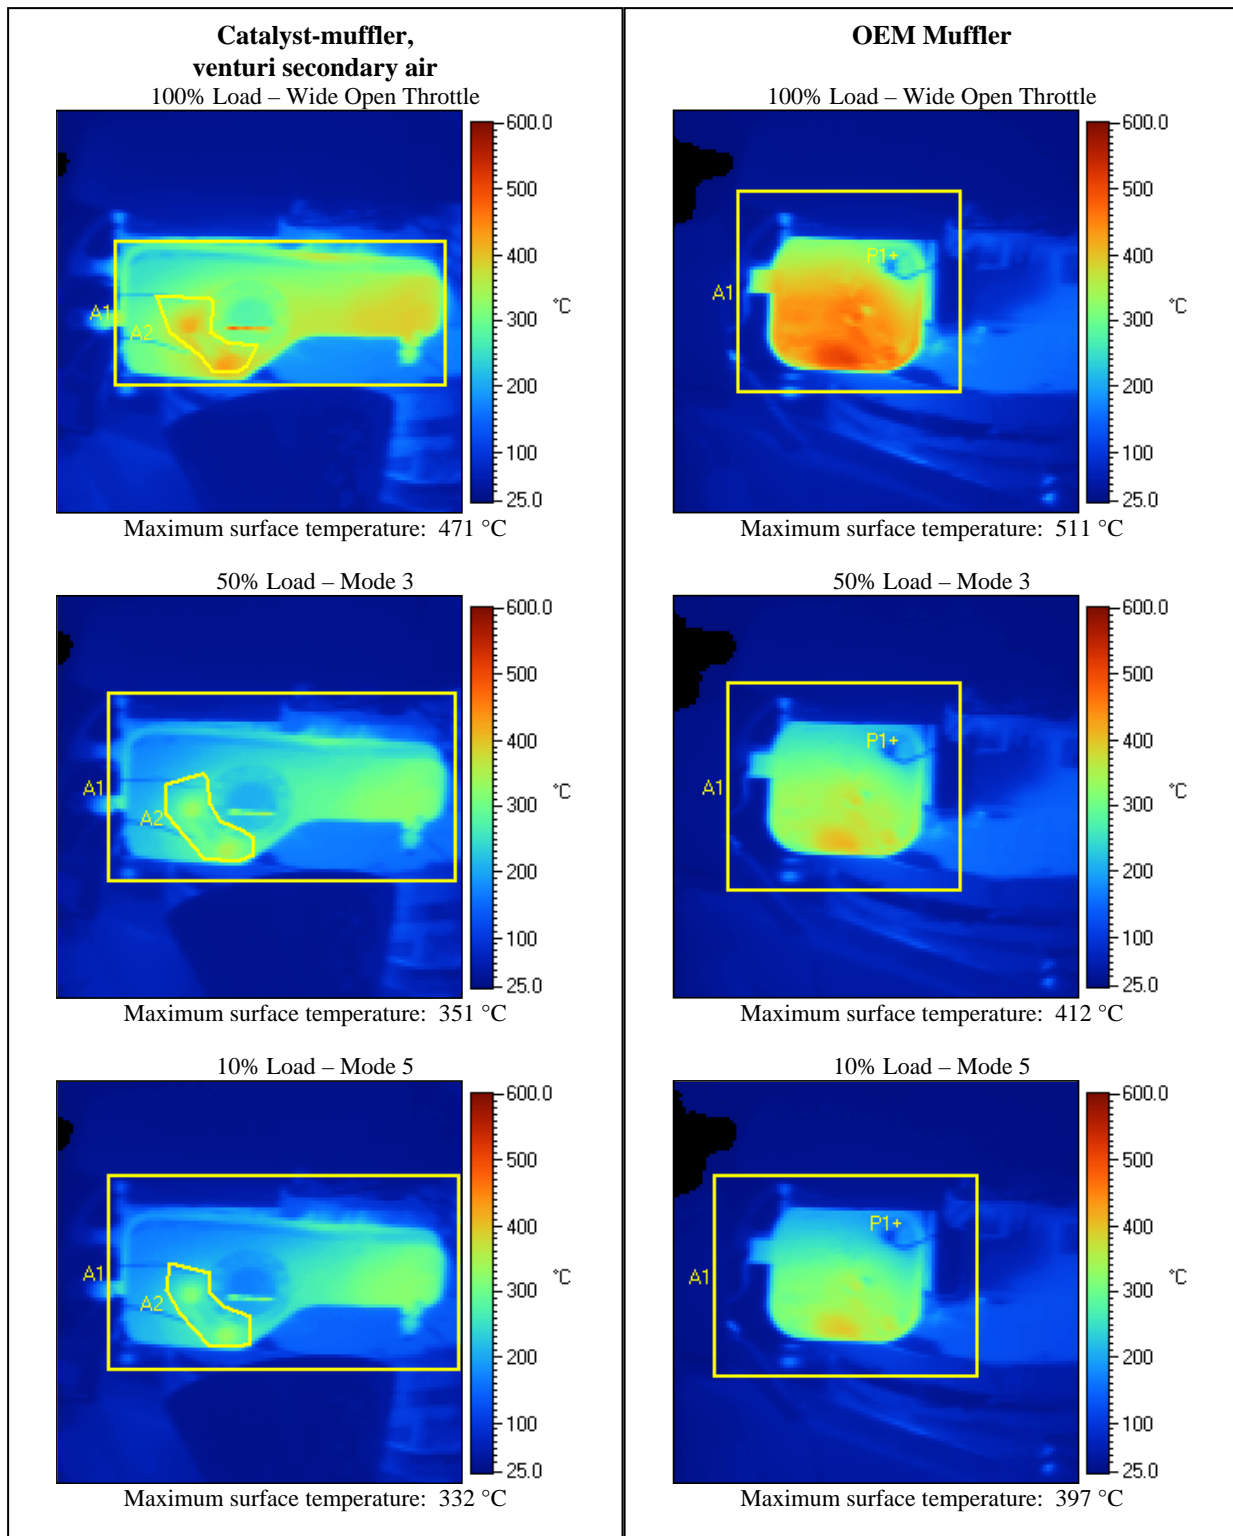 Catalyst-muffler,
venturi secondary air
100% Load – Wide Open Throttle
600.0
500
400
300
200
100
25.0
°C
A1
A2
Maximum surface temperature:  471 °C
50% Load – Mode 3
600.0
500
400
300
200
100
25.0
°C
A1
A2
Maximum surface temperature:  351 °C
10% Load – Mode 5
600.0
500
400
300
200
100
25.0
°C
A1
A2
Maximum surface temperature:  332 °C
OEM Muffler
100% Load – Wide Open Throttle
600.0
500
400
300
200
100
25.0
°C
P1+
A1
Maximum surface temperature:  511 °C
50% Load – Mode 3
600.0
500
400
300
200
100
25.0
°C
P1+
A1
Maximum surface temperature:  412 °C
10% Load – Mode 5
600.0
500
400
300
200
100
25.0
°C
P1+
A1
Maximum surface temperature:  397 °C